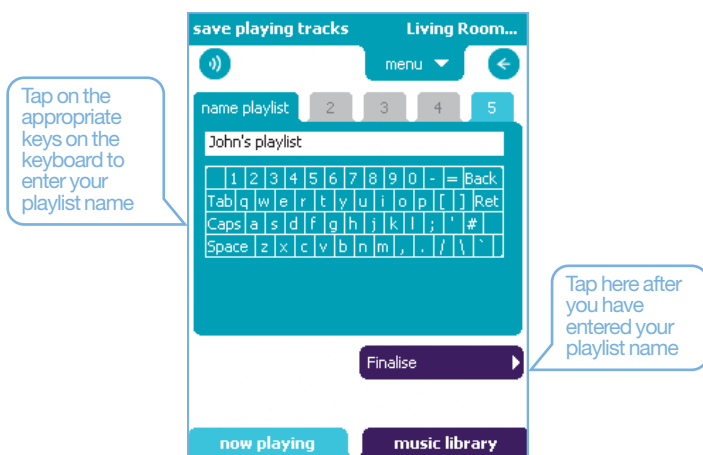 save playing tracks Living Room...
menu
name playlist 2 3 4 5
John's playlist
1 2 3 4 5 6 7 8 9 0 - = Back
Tab q w e r t y u i o p [ ] Ret
Caps a s d f g h j k l ; ' #
Space z x c v b n m , . / \ `
Finalise
now playing music library
Tap on the
appropriate
keys on the
keyboard to
enter your
playlist name
Tap here after
you have
entered your
playlist name